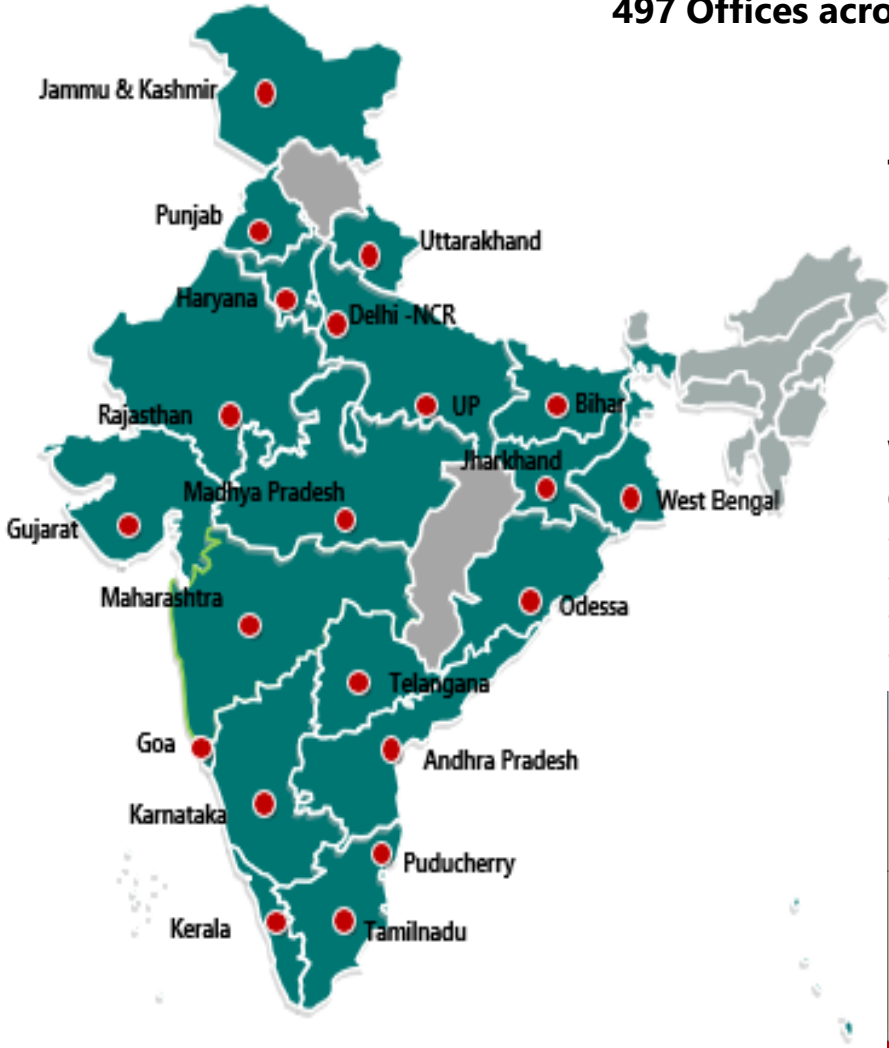 497 Offices acro
Jammu & Kashmir
Punjab
Uttarakhand
Haryana
Delhi -NCR
Rajasthan
UP
Bihar
Jharkhand
Madhya Pradesh
West Bengal
Gujarat
Maharashtra
Odessa
Telangana
Goa
Andhra Pradesh
Karnataka
Puducherry
Kerala
Tamilnadu